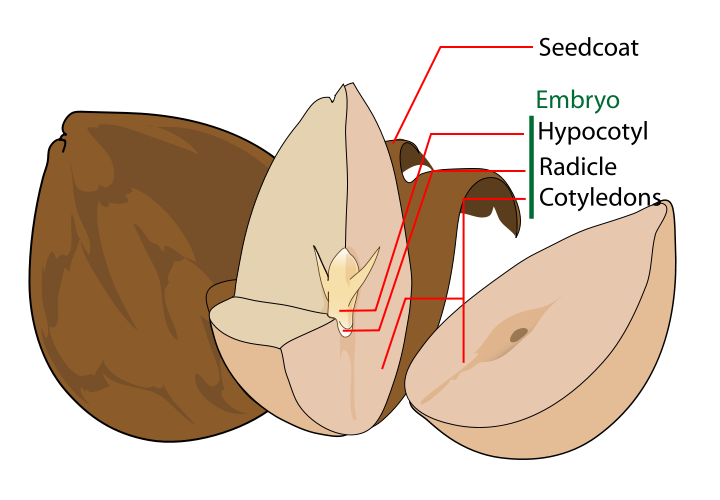 Seedcoat
Embryo
Hypocotyl
Radicle
Cotyledons